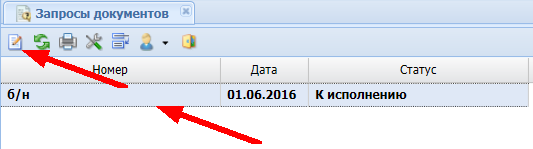 Запросы документов
Номер Дата Статус
б/н 01.06.2016 К исполнению